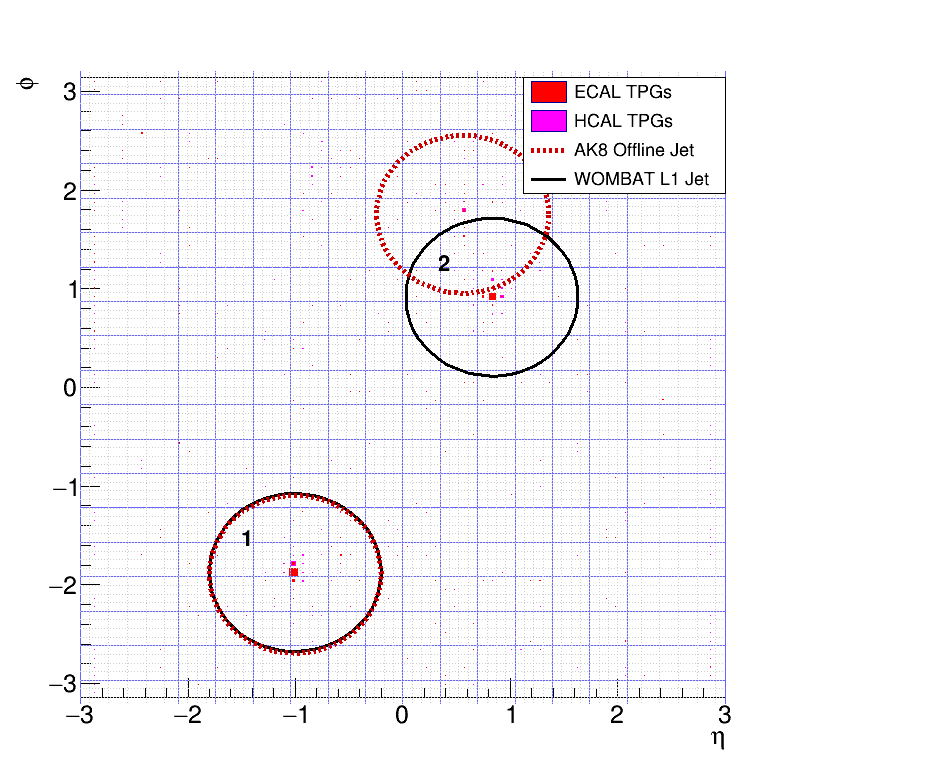 φ
3
2
1
0
−1
−2
−3
ECAL TPGs
HCAL TPGs
AK8 Offline Jet
WOMBAT L1 Jet
2
1
−3 −2 −1 0 1 2 3
η